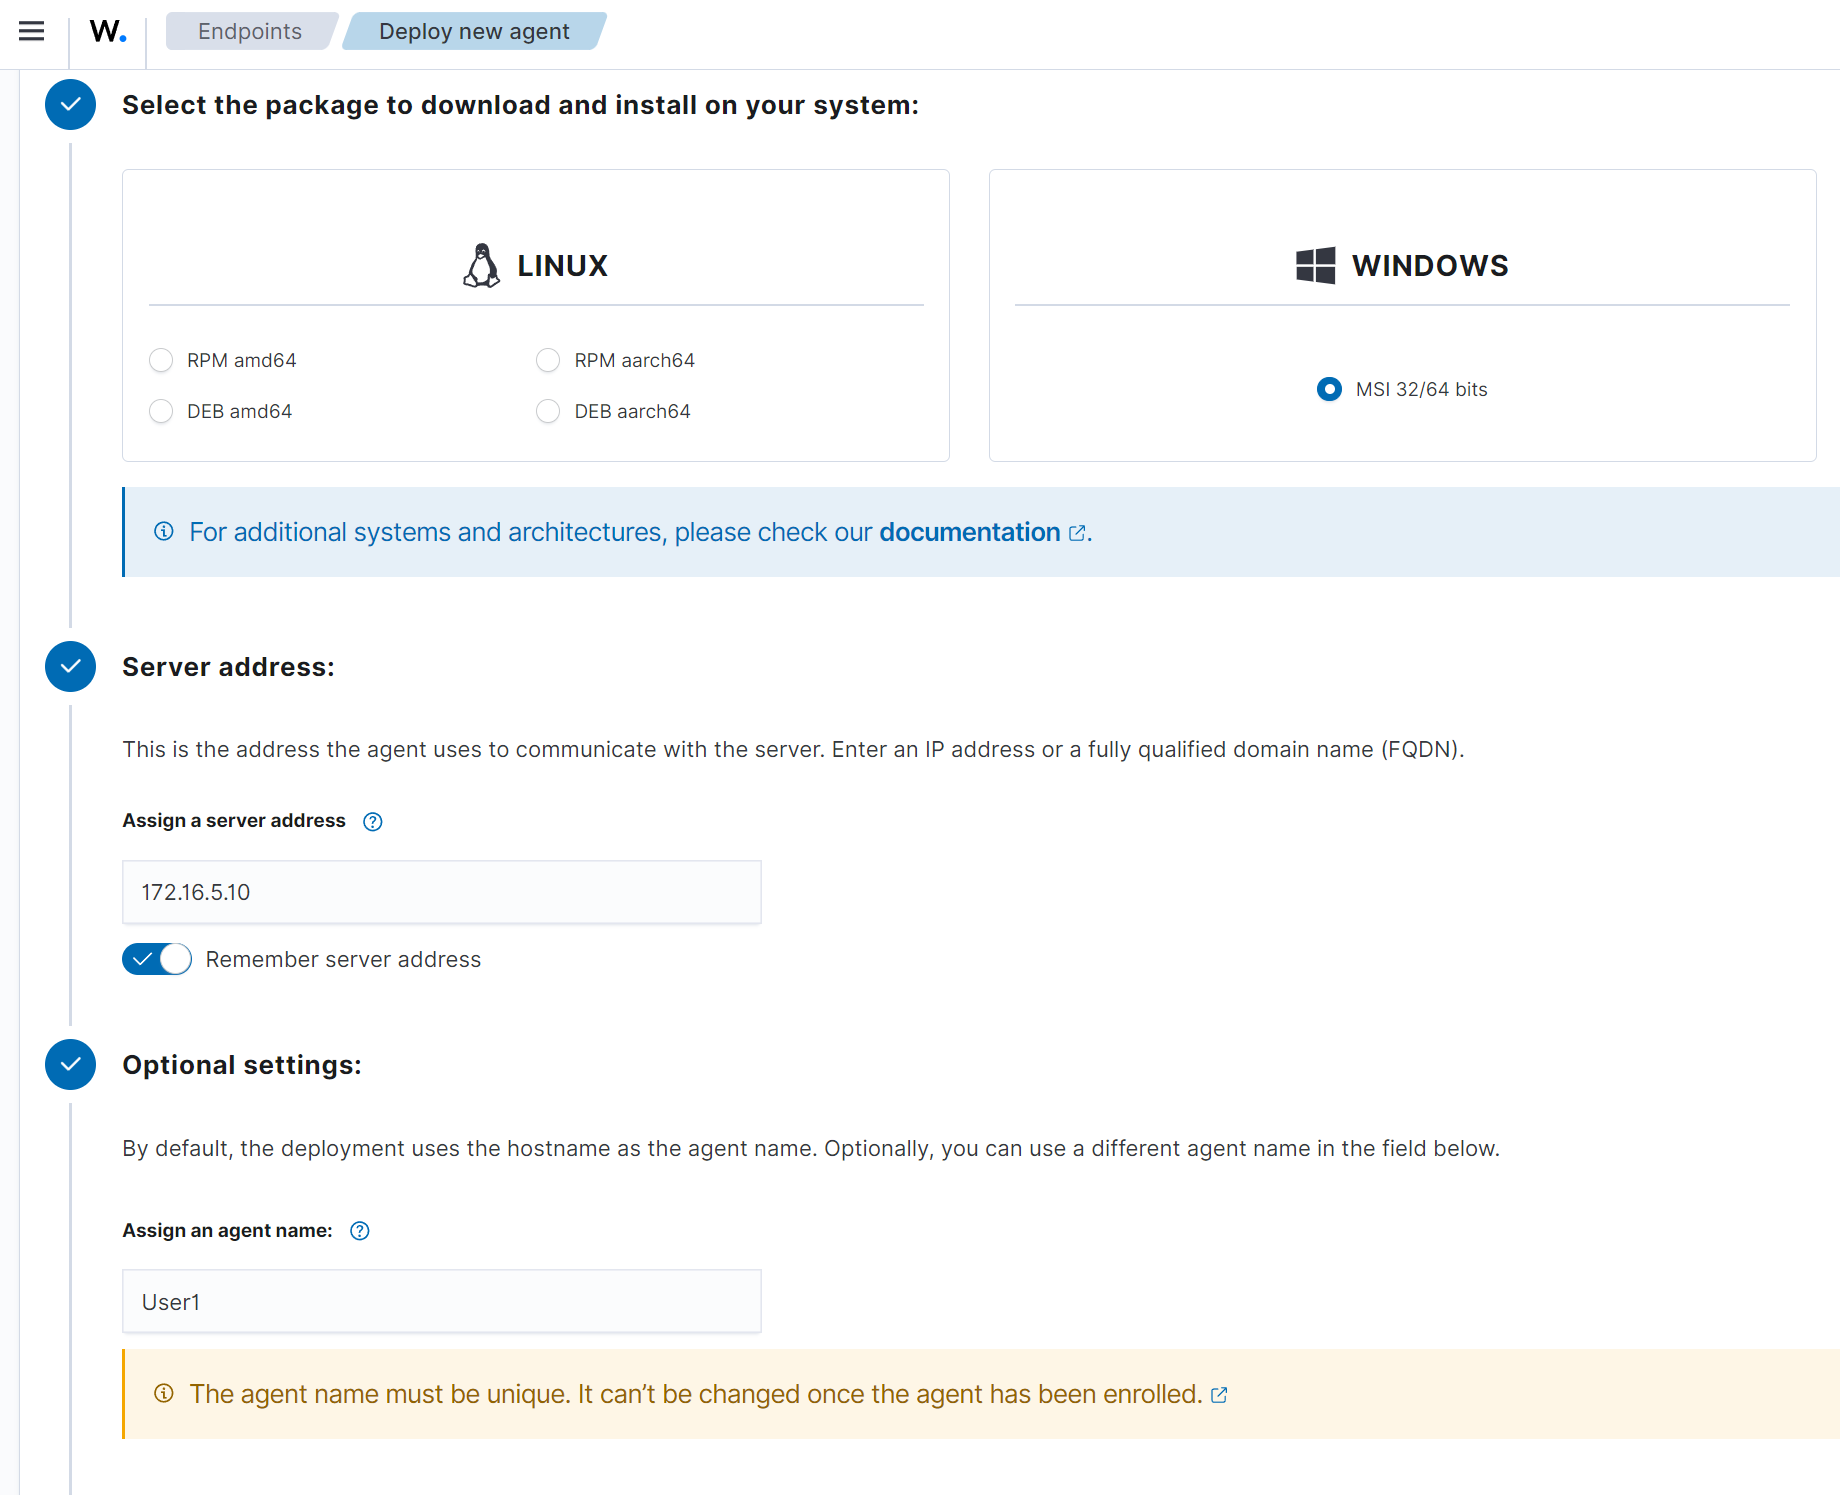 W.
Endpoints
Deploy new agent
Select the package to download and install on your system:
LINUX
WINDOWS
RPM amd64
RPM aarch64
DEB amd64
DEB aarch64
MSI 32/64 bits
For additional systems and architectures, please check our documentation.
Server address:
This is the address the agent uses to communicate with the server. Enter an IP address or a fully qualified domain name (FQDN).
Assign a server address
172.16.5.10
Remember server address
Optional settings:
By default, the deployment uses the hostname as the agent name. Optionally, you can use a different agent name in the field below.
Assign an agent name:
User1
The agent name must be unique. It can’t be changed once the agent has been enrolled.